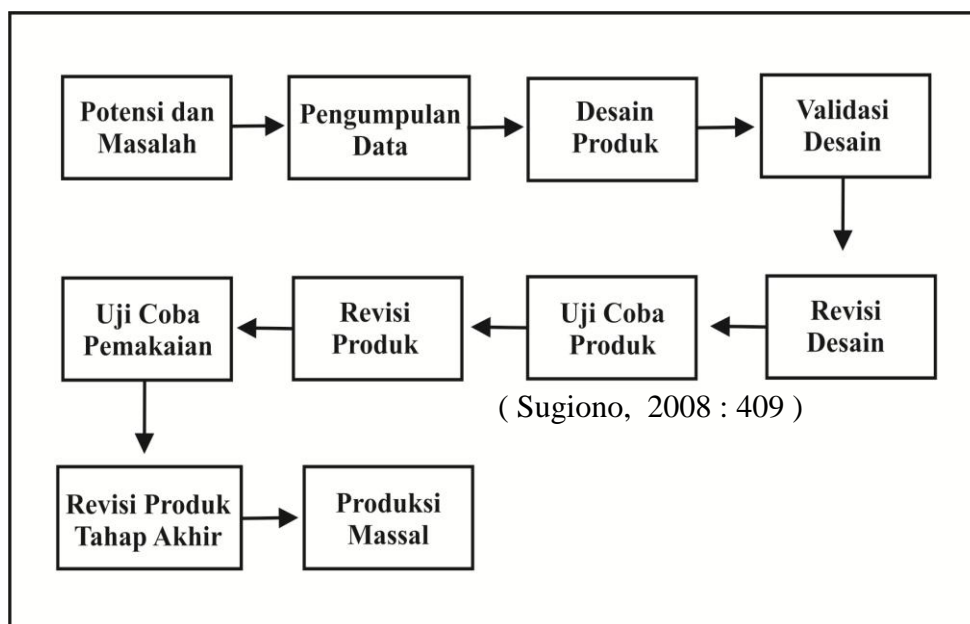 Potensi dan
Masalah
Pengumpulan
Data
Desain
Produk
Validasi
Desain
Revisi
Desain
Uji Coba
Produk
Revisi
Produk
Uji Coba
Pemakaian
( Sugiono, 2008 : 409 )
Revisi Produk
Tahap Akhir
Produksi
Massal